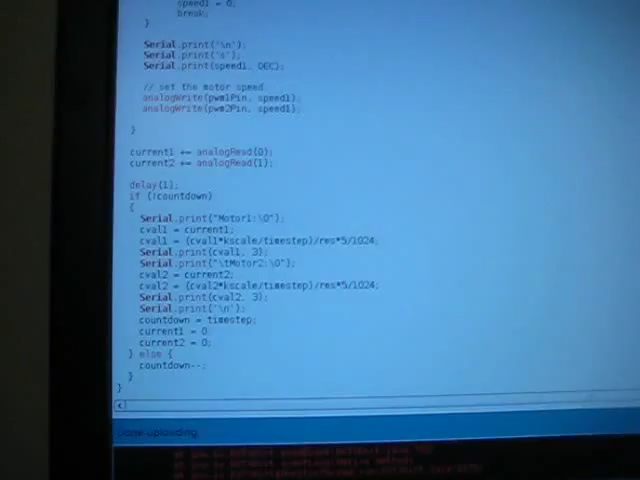 speed1 = 0;
break;
}
Serial.print('\n');
Serial.print('s');
Serial.print(speed1, DEC);
// set the motor speed
analogWrite(pwm1Pin, speed1);
analogWrite(pwm2Pin, speed1);
}
current1 += analogRead(0);
current2 += analogRead(1);
delay(1);
if (!countdown)
{
Serial.print("Motor1:\0");
cval1 = current1;
cval1 = (cval1*kscale/timestep)/res*5/1024;
Serial.print(cval1, 3);
Serial.print("\tMotor2:\0");
cval2 = current2;
cval2 = (cval2*kscale/timestep)/res*5/1024;
Serial.print(cval2, 3);
Serial.print('\n');
countdown = timestep;
current1 = 0;
current2 = 0;
} else {
countdown--;
}
}
Done uploading.